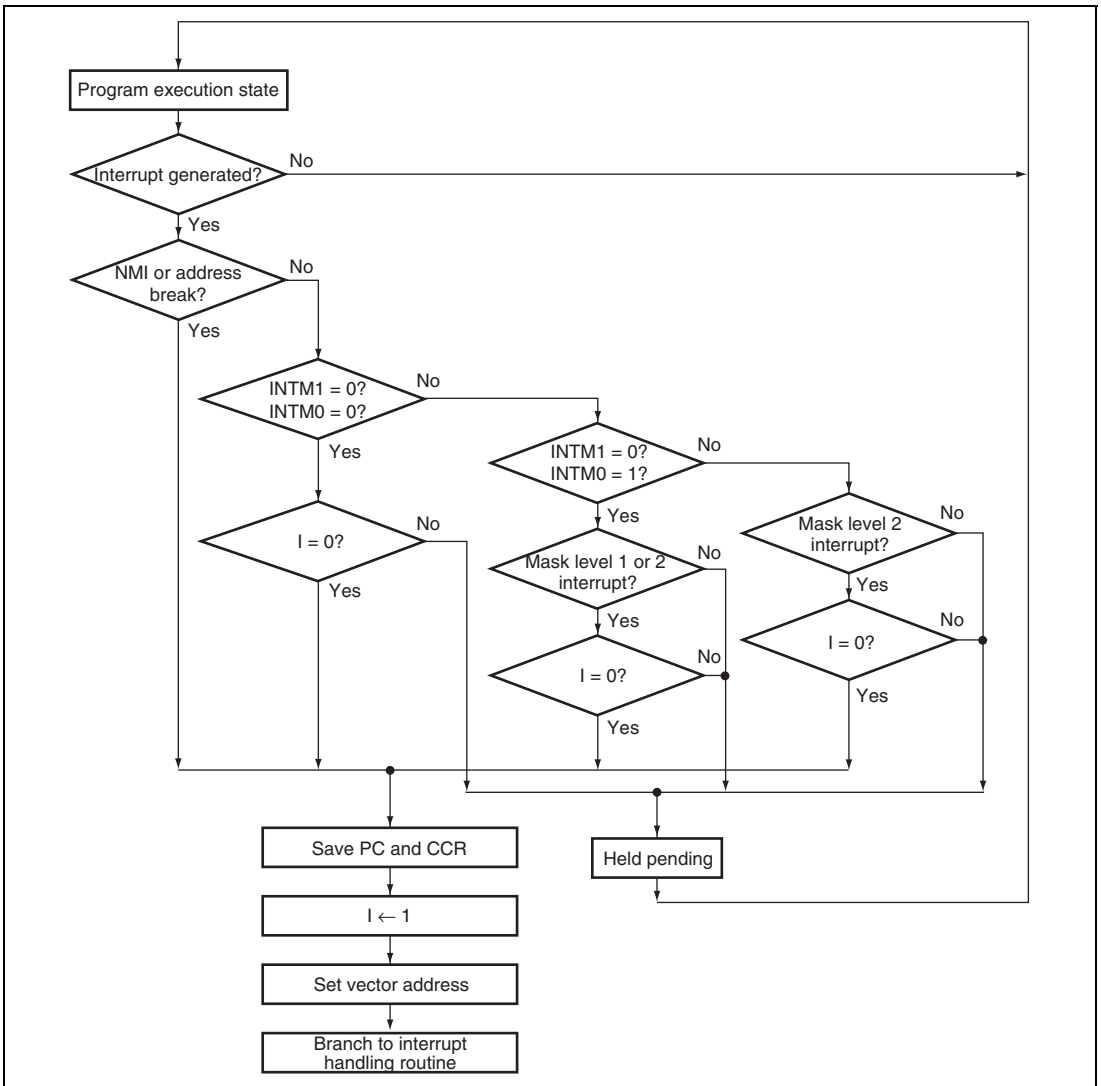 Program execution state
Interrupt generated?
No
Yes
NMI or address
break?
No
Yes
INTM1 = 0?
INTM0 = 0?
No
Yes
INTM1 = 0?
INTM0 = 1?
No
Yes
I = 0?
No
Yes
Mask level 1 or 2
interrupt?
No
Yes
Mask level 2
interrupt?
No
Yes
I = 0?
No
Yes
I = 0?
No
Yes
Save PC and CCR
Held pending
I ← 1
Set vector address
Branch to interrupt
handling routine